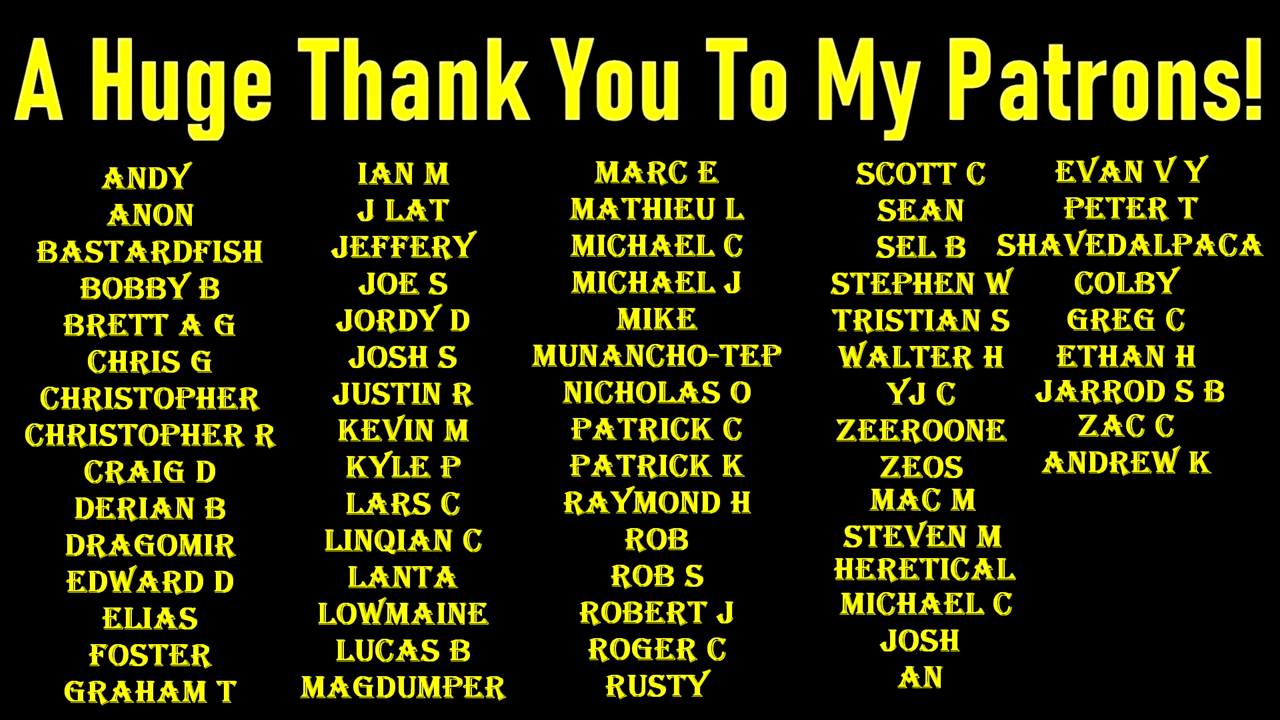 A Huge Thank You To My Patrons!
ANDY
ANON
BASTARDFISH
BOBBY B
BRETT A G
CHRIS G
CHRISTOPHER
CHRISTOPHER R
CRAIG D
DERIAN B
DRAGOMIR
EDWARD D
ELIAS
FOSTER
GRAHAM T
IAN M
J LAT
JEFFERY
JOE S
JORDY D
JOSH S
JUSTIN R
KEVIN M
KYLE P
LARS C
LINQIAN C
LANTA
LOWMAINE
LUCAS B
MAGDUMPER
MARC E
MATHIEU L
MICHAEL C
MICHAEL J
MIKE
MUNANCHO-TEP
NICHOLAS O
PATRICK C
PATRICK K
RAYMOND H
ROB
ROB S
ROBERT J
ROGER C
RUSTY
SCOTT C
SEAN
SEL B
STEPHEN W
TRISTIAN S
WALTER H
YJ C
ZEEROONE
ZEOS
MAC M
STEVEN M
HERETICAL
MICHAEL C
JOSH
AN
EVAN V Y
PETER T
SHAVEDALPACA
COLBY
GREG C
ETHAN H
JARROD S B
ZAC C
ANDREW K